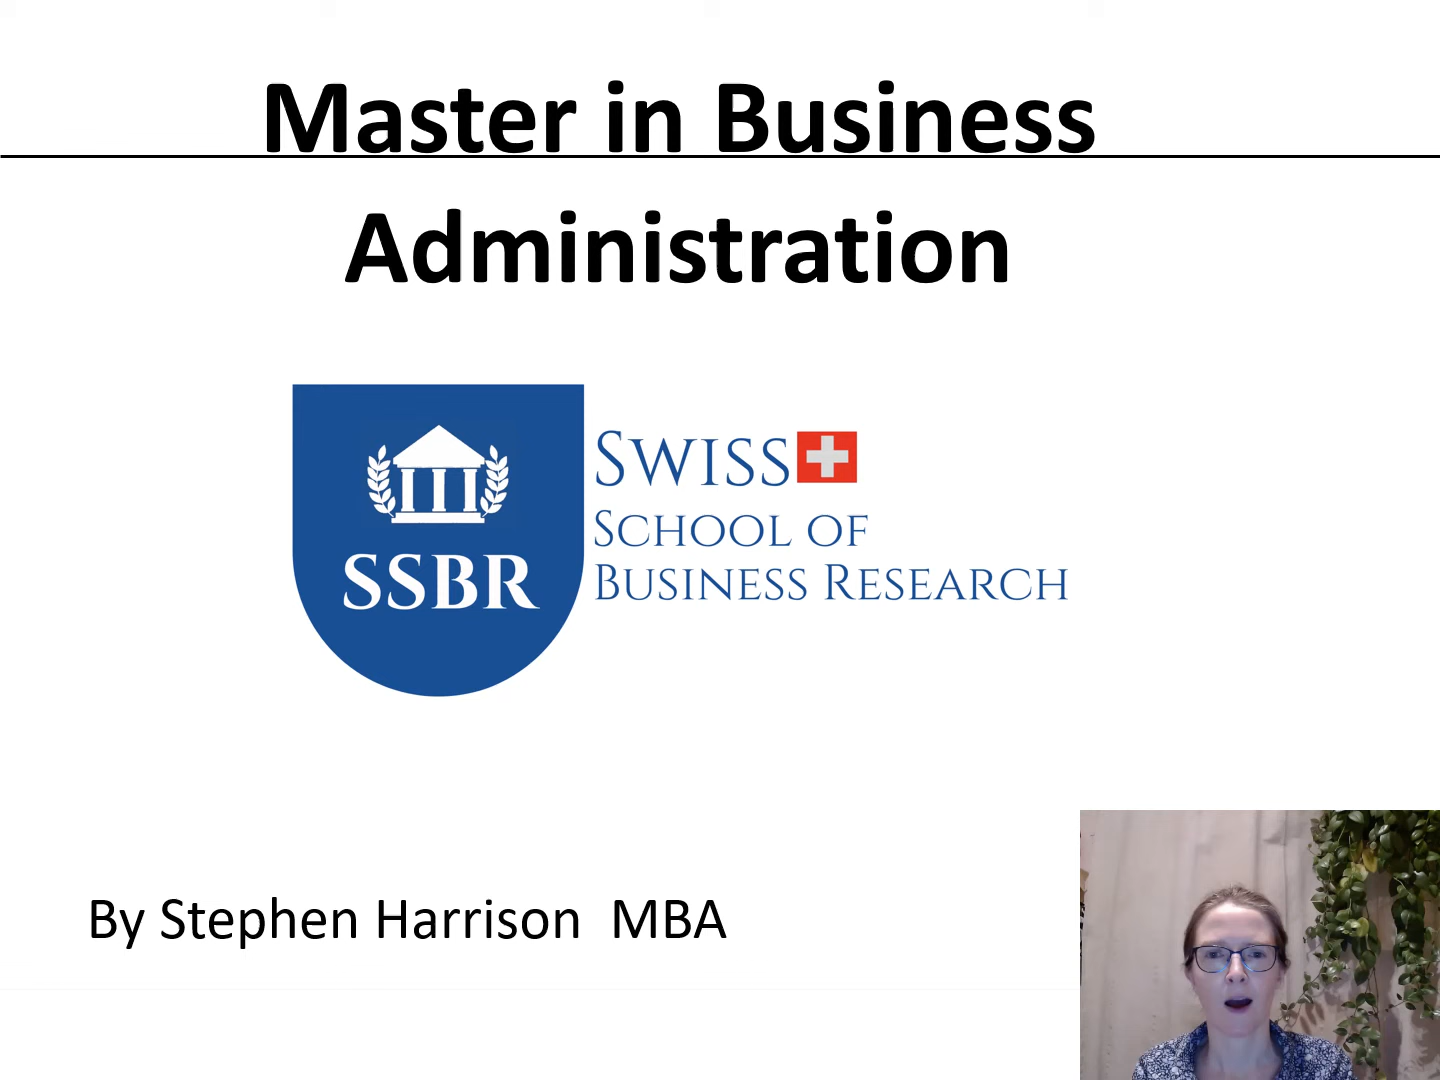 Master in Business
Administration
SSBR
Swiss
School of
Business Research
By Stephen Harrison  MBA